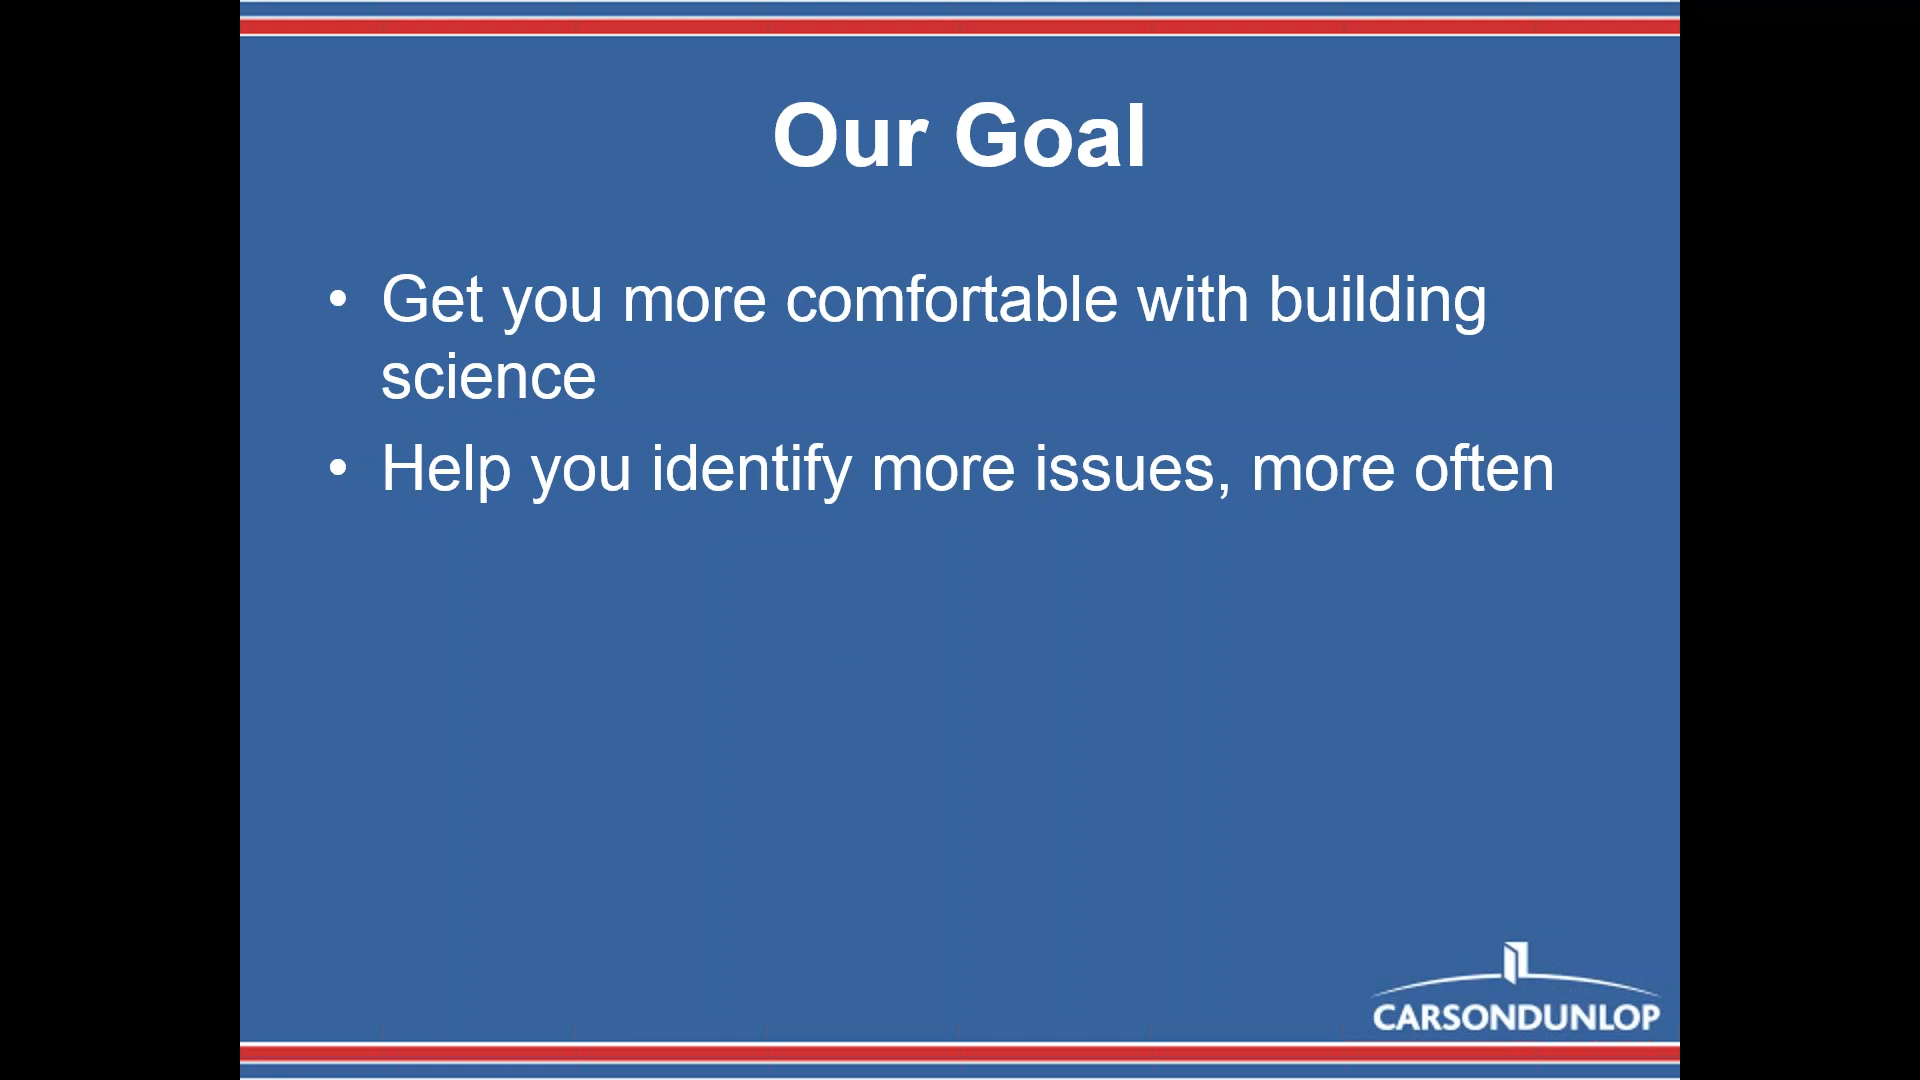 Our Goal
• Get you more comfortable with building
science
• Help you identify more issues, more often
CARSONDUNLOP